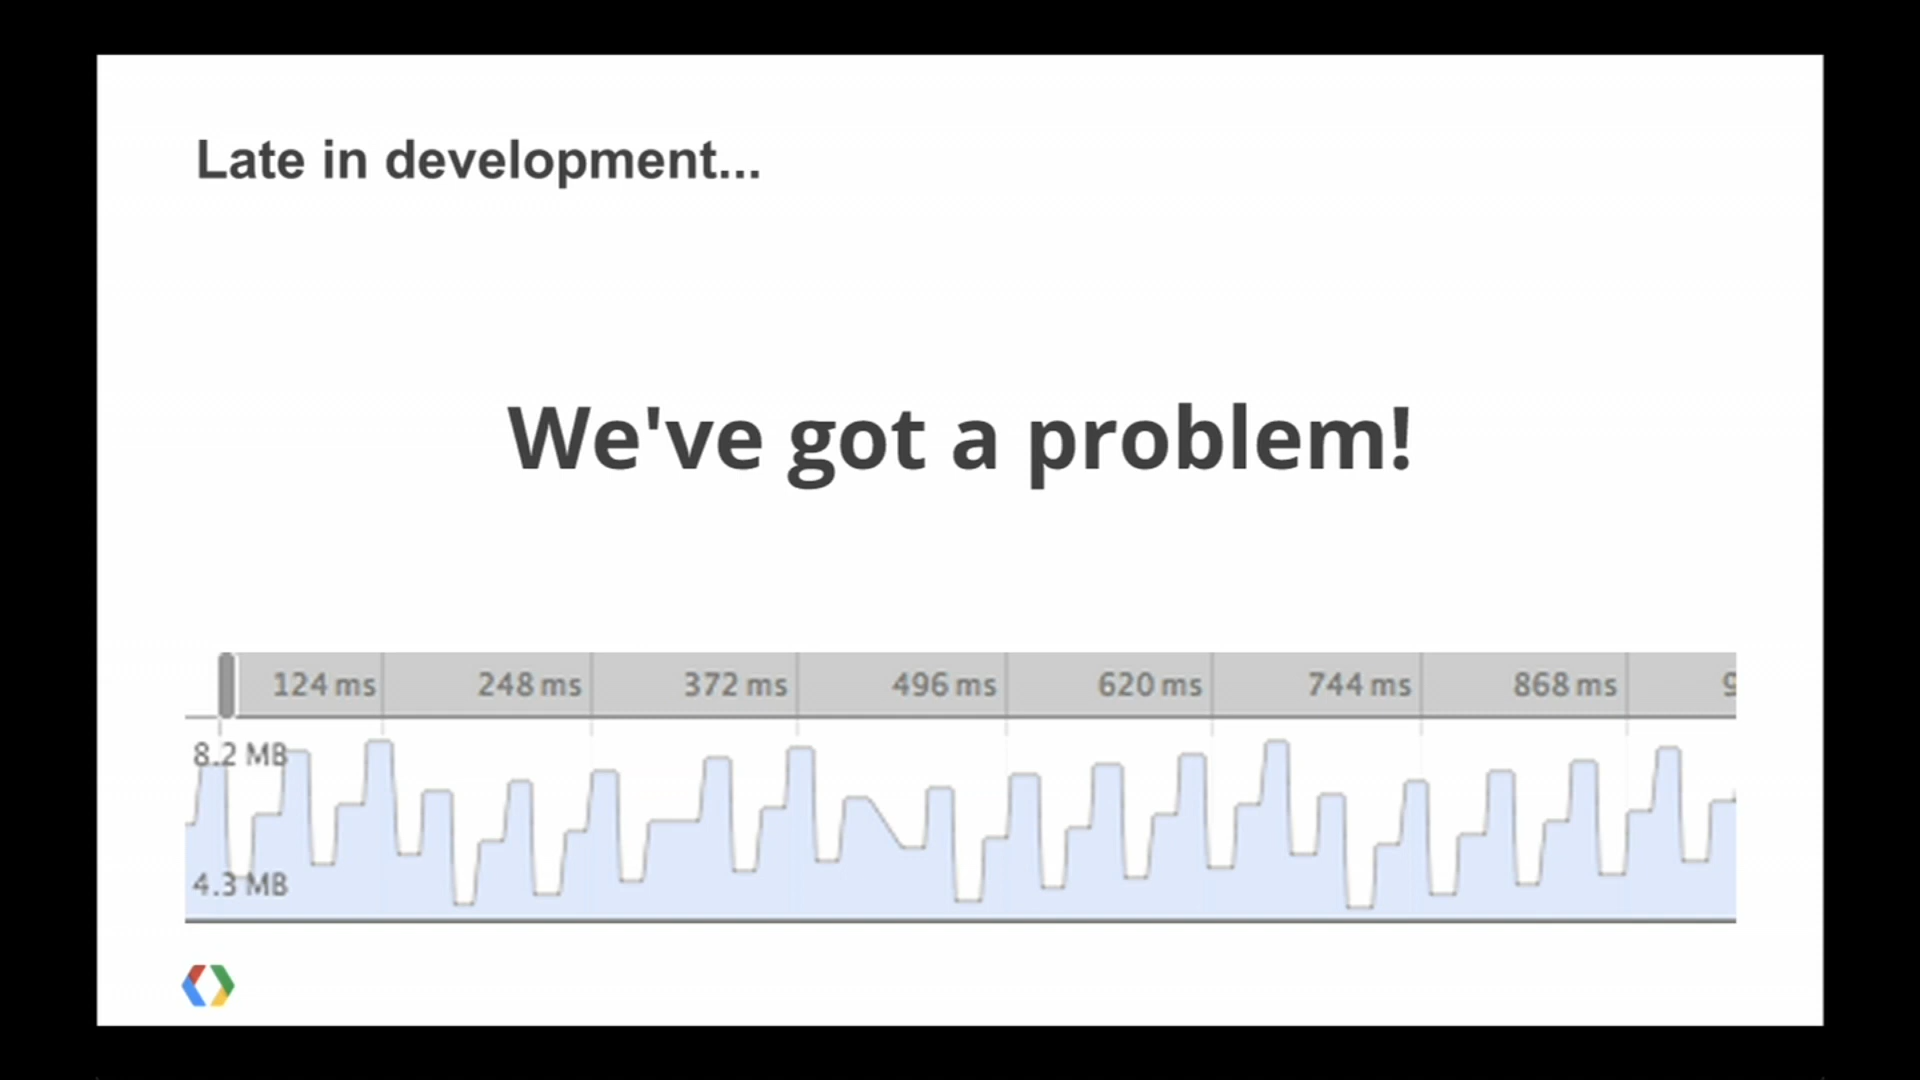 Late in development...
We've got a problem!
124 ms 248 ms 372 ms 496 ms 620 ms 744 ms 868 ms 9
8.2 MB
4.3 MB